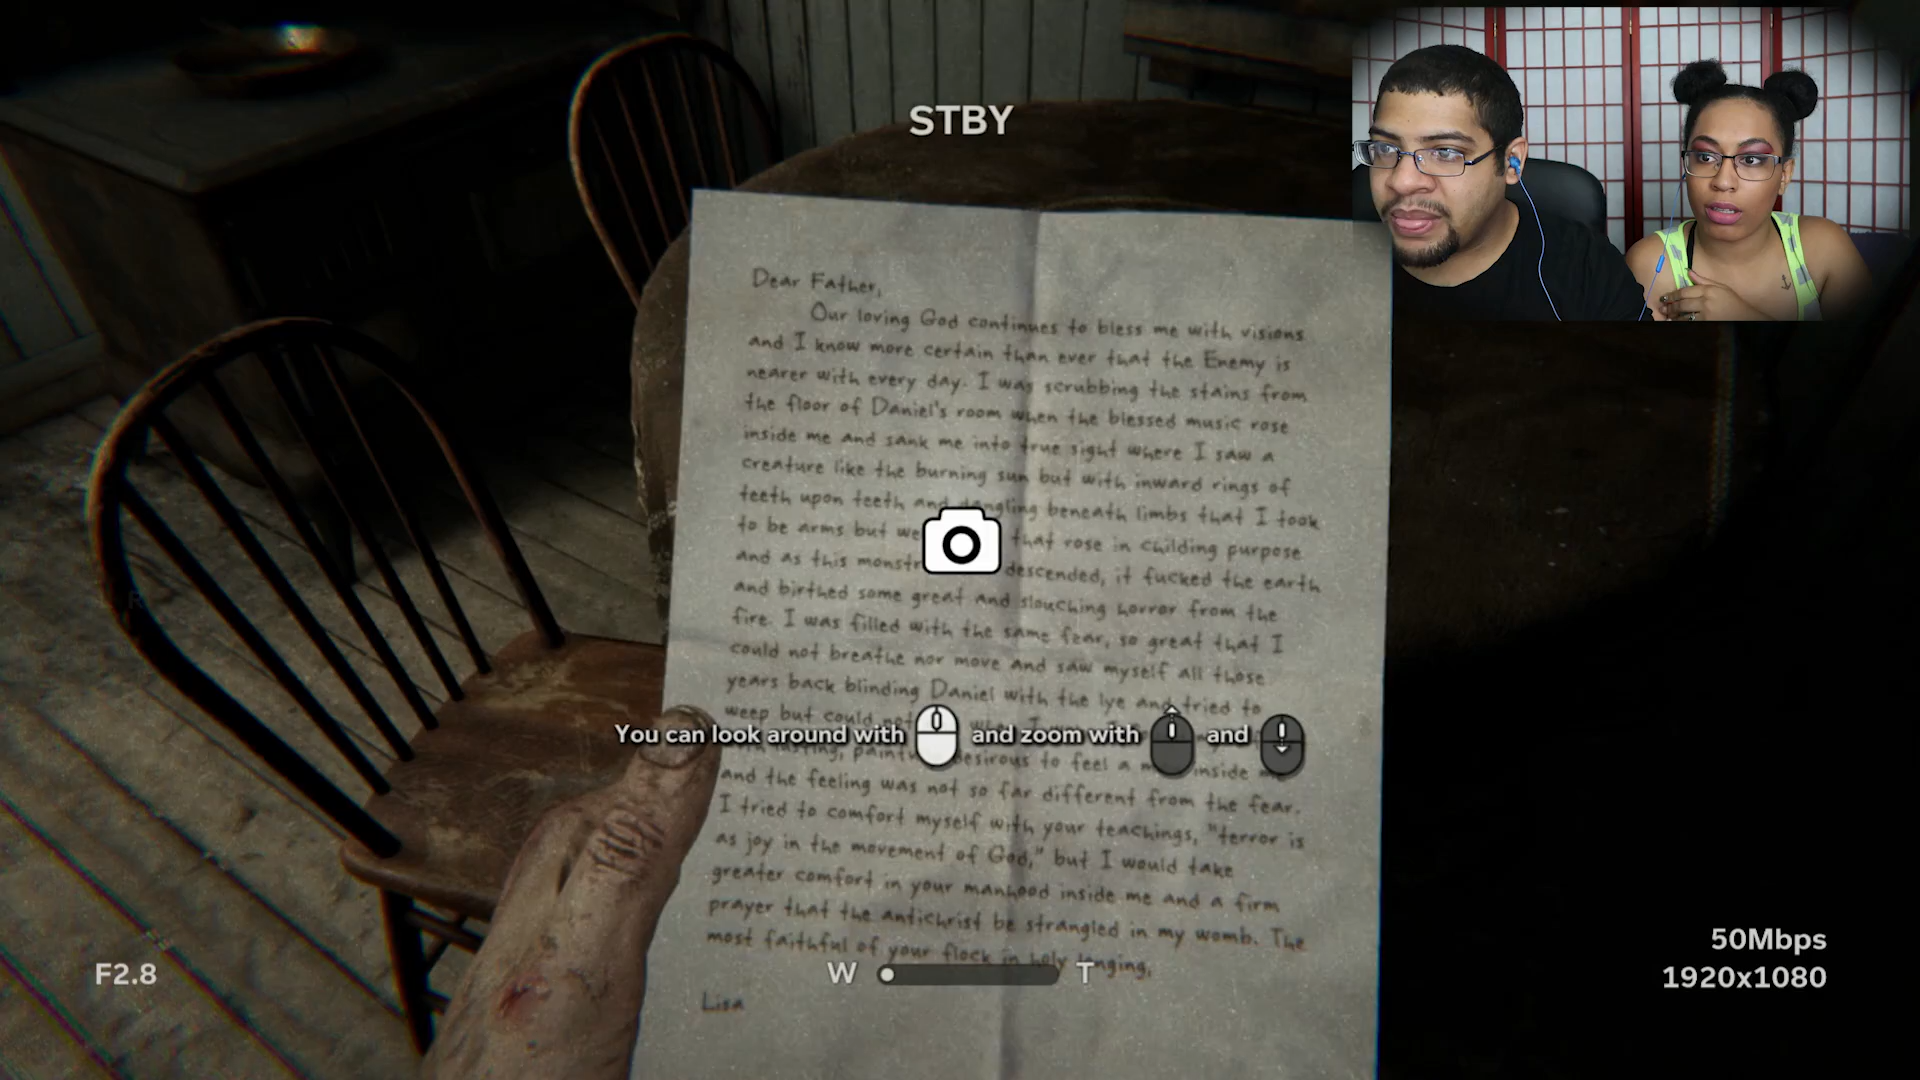 STBY
Dear Father,
Our loving God continues to bless me with visions
and I know more certain than ever that the Enemy is
nearer with every day. I was scrubbing the stains from
the floor of Daniel's room when the blessed music rose
inside me and sank me into true sight where I saw a
creature like the burning sun but with inward rings of
teeth upon teeth and dangling beneath limbs that I took
to be arms but that rose in childing purpose
and as this descended, it fucked the earth
and birthed some great and slouching horror from the
fire. I was filled with the same fear, so great that I
could not breathe nor move and saw myself all those
years back blinding Daniel with the lye and tried to
weep but could not
You can look around with and zoom with and
desirous to feel a inside
and the feeling was not so far different from the fear.
I tried to comfort myself with your teachings, "terror is
as joy in the movement of God," but I would take
greater comfort in your manhood inside me and a firm
prayer that the antichrist be strangled in my womb. The
most faithful of your flock in holy longing,
Lisa
F2.8
W T
50Mbps
1920x1080